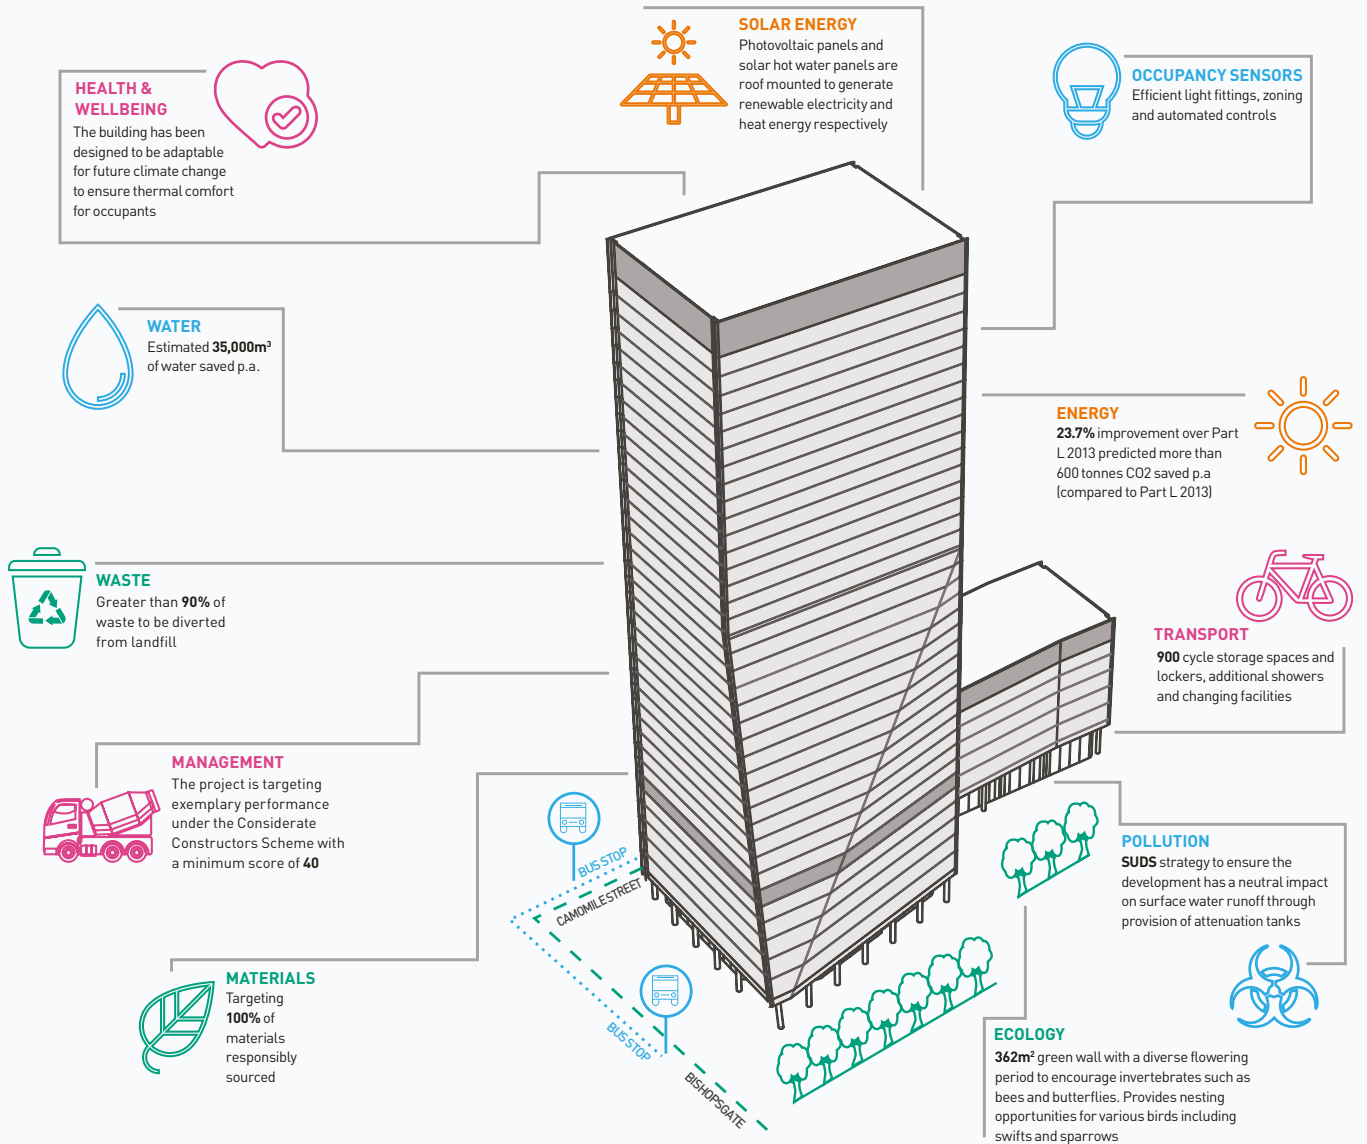 SOLAR ENERGY
Photovoltaic panels and
solar hot water panels are
roof mounted to generate
renewable electricity and
heat energy respectively
HEALTH &
WELLBEING
The building has been
designed to be adaptable
for future climate change
to ensure thermal comfort
for occupants
OCCUPANCY SENSORS
Efficient light fittings, zoning
and automated controls
WATER
Estimated 35,000m³
of water saved p.a.
ENERGY
23.7% improvement over Part
L 2013 predicted more than
600 tonnes CO2 saved p.a
(compared to Part L 2013)
WASTE
Greater than 90% of
waste to be diverted
from landfill
TRANSPORT
900 cycle storage spaces and
lockers, additional showers
and changing facilities
MANAGEMENT
The project is targeting
exemplary performance
under the Considerate
Constructors Scheme with
a minimum score of 40
POLLUTION
SUDS strategy to ensure the
development has a neutral impact
on surface water runoff through
provision of attenuation tanks
BUS STOP
CAMOMILE STREET
MATERIALS
Targeting
100% of
materials
responsibly
sourced
BUS STOP
BISHOPSGATE
ECOLOGY
362m² green wall with a diverse flowering
period to encourage invertebrates such as
bees and butterflies. Provides nesting
opportunities for various birds including
swifts and sparrows